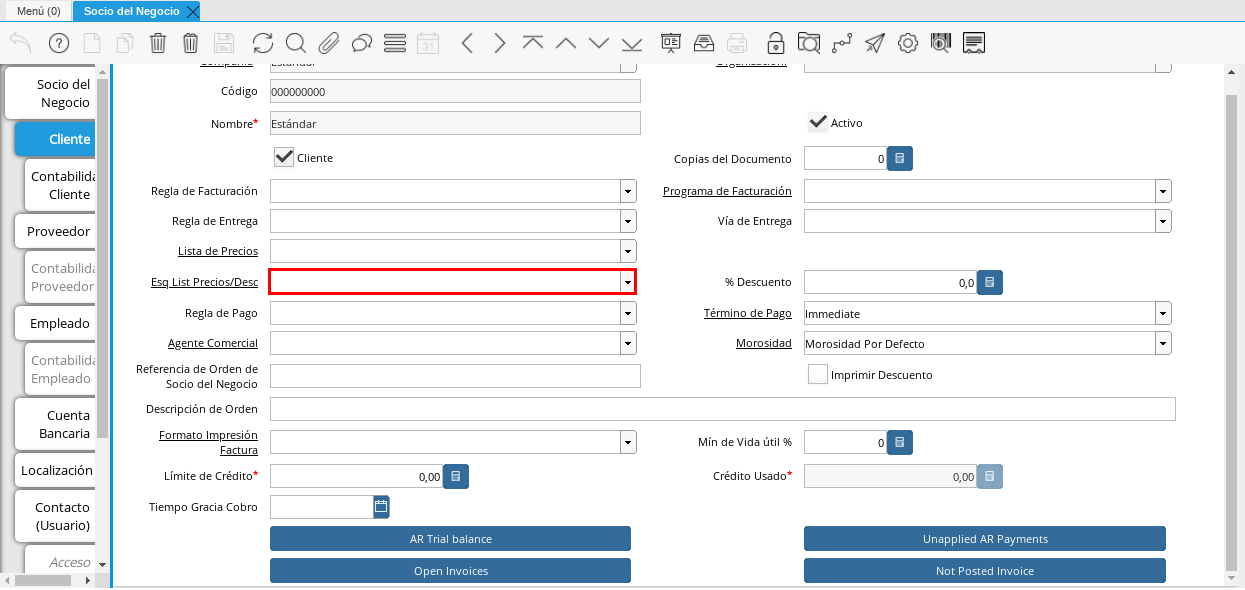 Menú (0)
Socio del Negocio
31
Socio del
Negocio
Cliente
Contabilida
Cliente
Proveedor
Contabilida
Proveedor
Empleado
Contabilida
Empleado
Cuenta
Bancaria
Localización
Contacto
(Usuario)
Acceso
Compañía
Estándar
Organización
Código
000000000
Nombre*
Estándar
Activo
Cliente
Copias del Documento
0
Regla de Facturación
Programa de Facturación
Regla de Entrega
Vía de Entrega
Lista de Precios
Esq List Precios/Desc
% Descuento
0,0
Regla de Pago
Término de Pago
Immediate
Agente Comercial
Morosidad
Morosidad Por Defecto
Referencia de Orden de
Socio del Negocio
Imprimir Descuento
Descripción de Orden
Formato Impresión
Factura
Mín de Vida útil %
0
Límite de Crédito*
0,00
Crédito Usado*
0,00
Tiempo Gracia Cobro
AR Trial balance
Unapplied AR Payments
Open Invoices
Not Posted Invoice